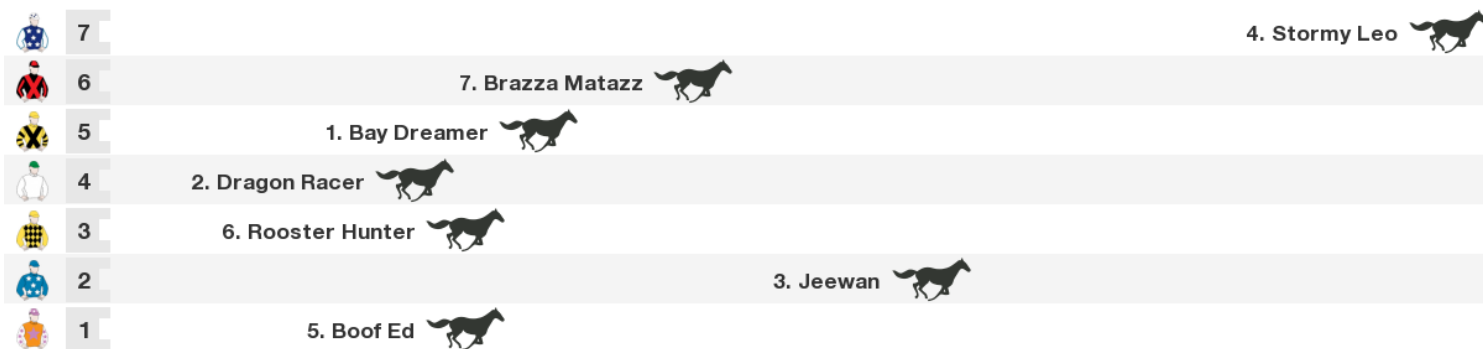 7 4. Stormy Leo
6 7. Brazza Matazz
5 1. Bay Dreamer
4 2. Dragon Racer
3 6. Rooster Hunter
2 3. Jeewan
1 5. Boof Ed